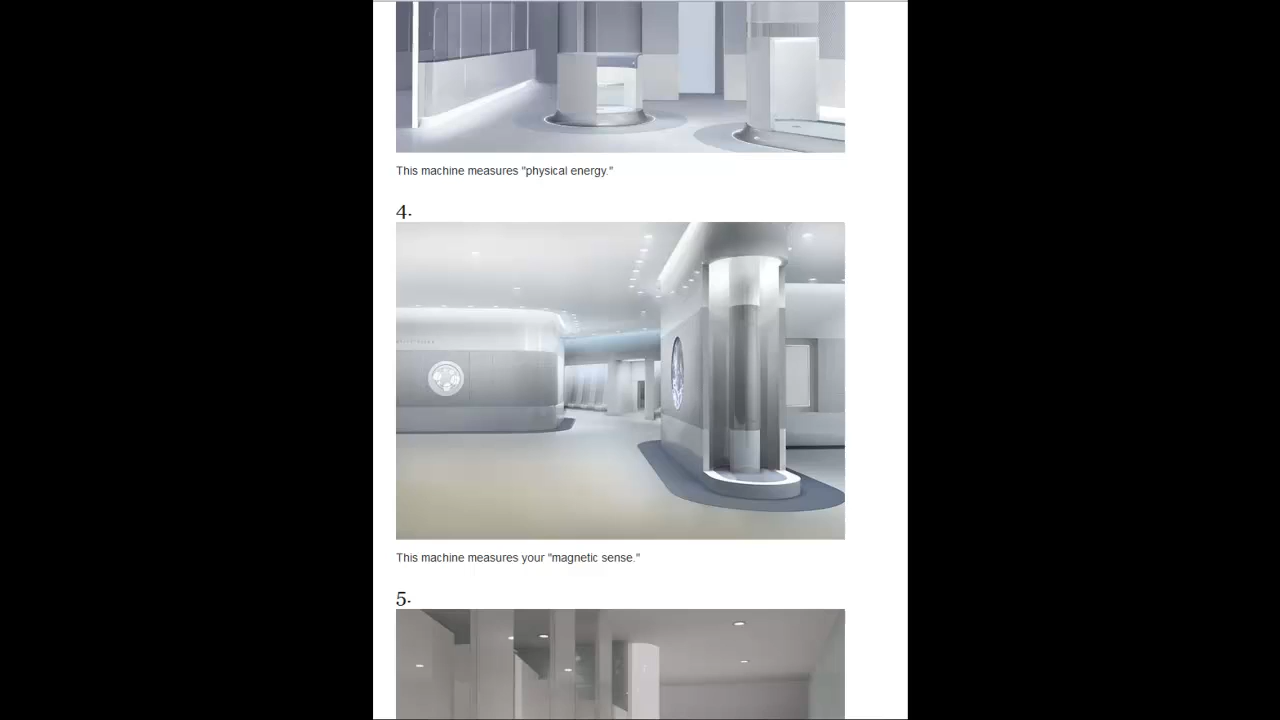 This machine measures "physical energy."
4.
This machine measures your "magnetic sense."
5.